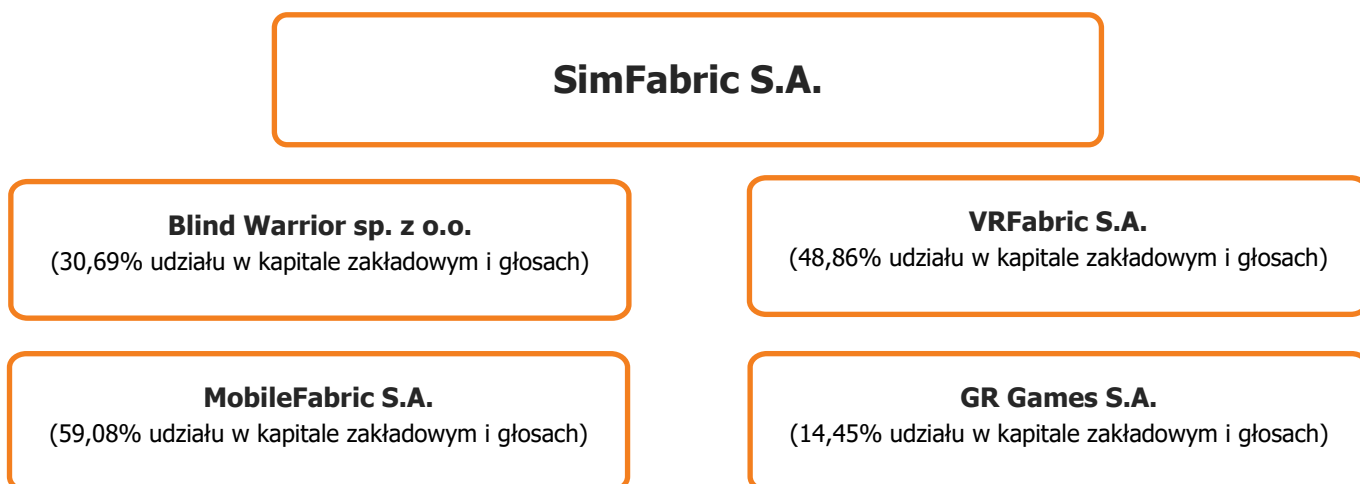 SimFabric S.A.
Blind Warrior sp. z o.o.
(30,69% udziału w kapitale zakładowym i głosach)
VRFabric S.A.
(48,86% udziału w kapitale zakładowym i głosach)
MobileFabric S.A.
(59,08% udziału w kapitale zakładowym i głosach)
GR Games S.A.
(14,45% udziału w kapitale zakładowym i głosach)